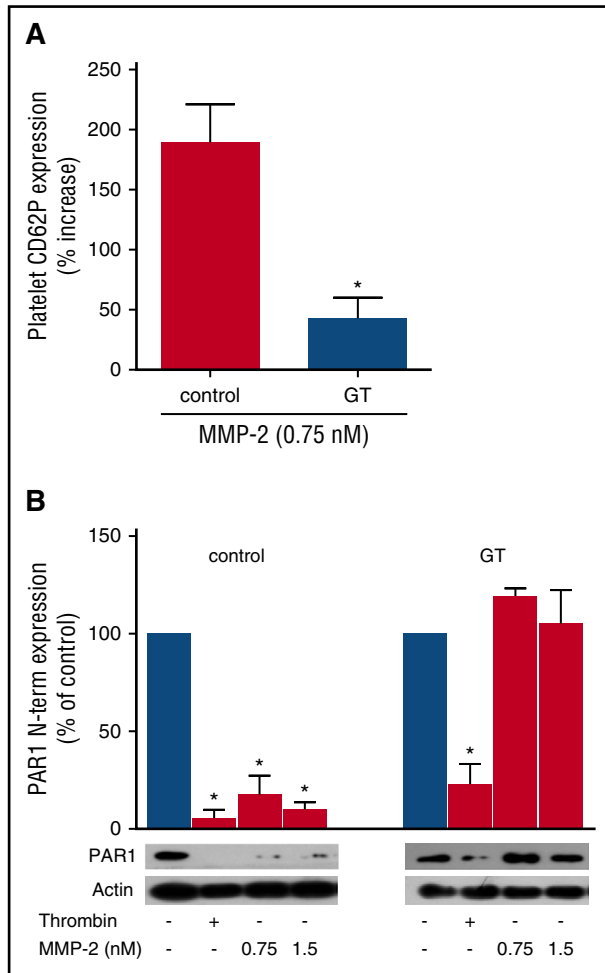 A
Platelet CD62P expression
(% increase)
250
200
150
100
50
0
*
control
GT
MMP-2 (0.75 nM)
B
PAR1 N-term expression
(% of control)
150
100
50
0
control
GT
* * * *
PAR1
Actin
Thrombin - + - - - + - -
MMP-2 (nM) - - 0.75 1.5 - - 0.75 1.5